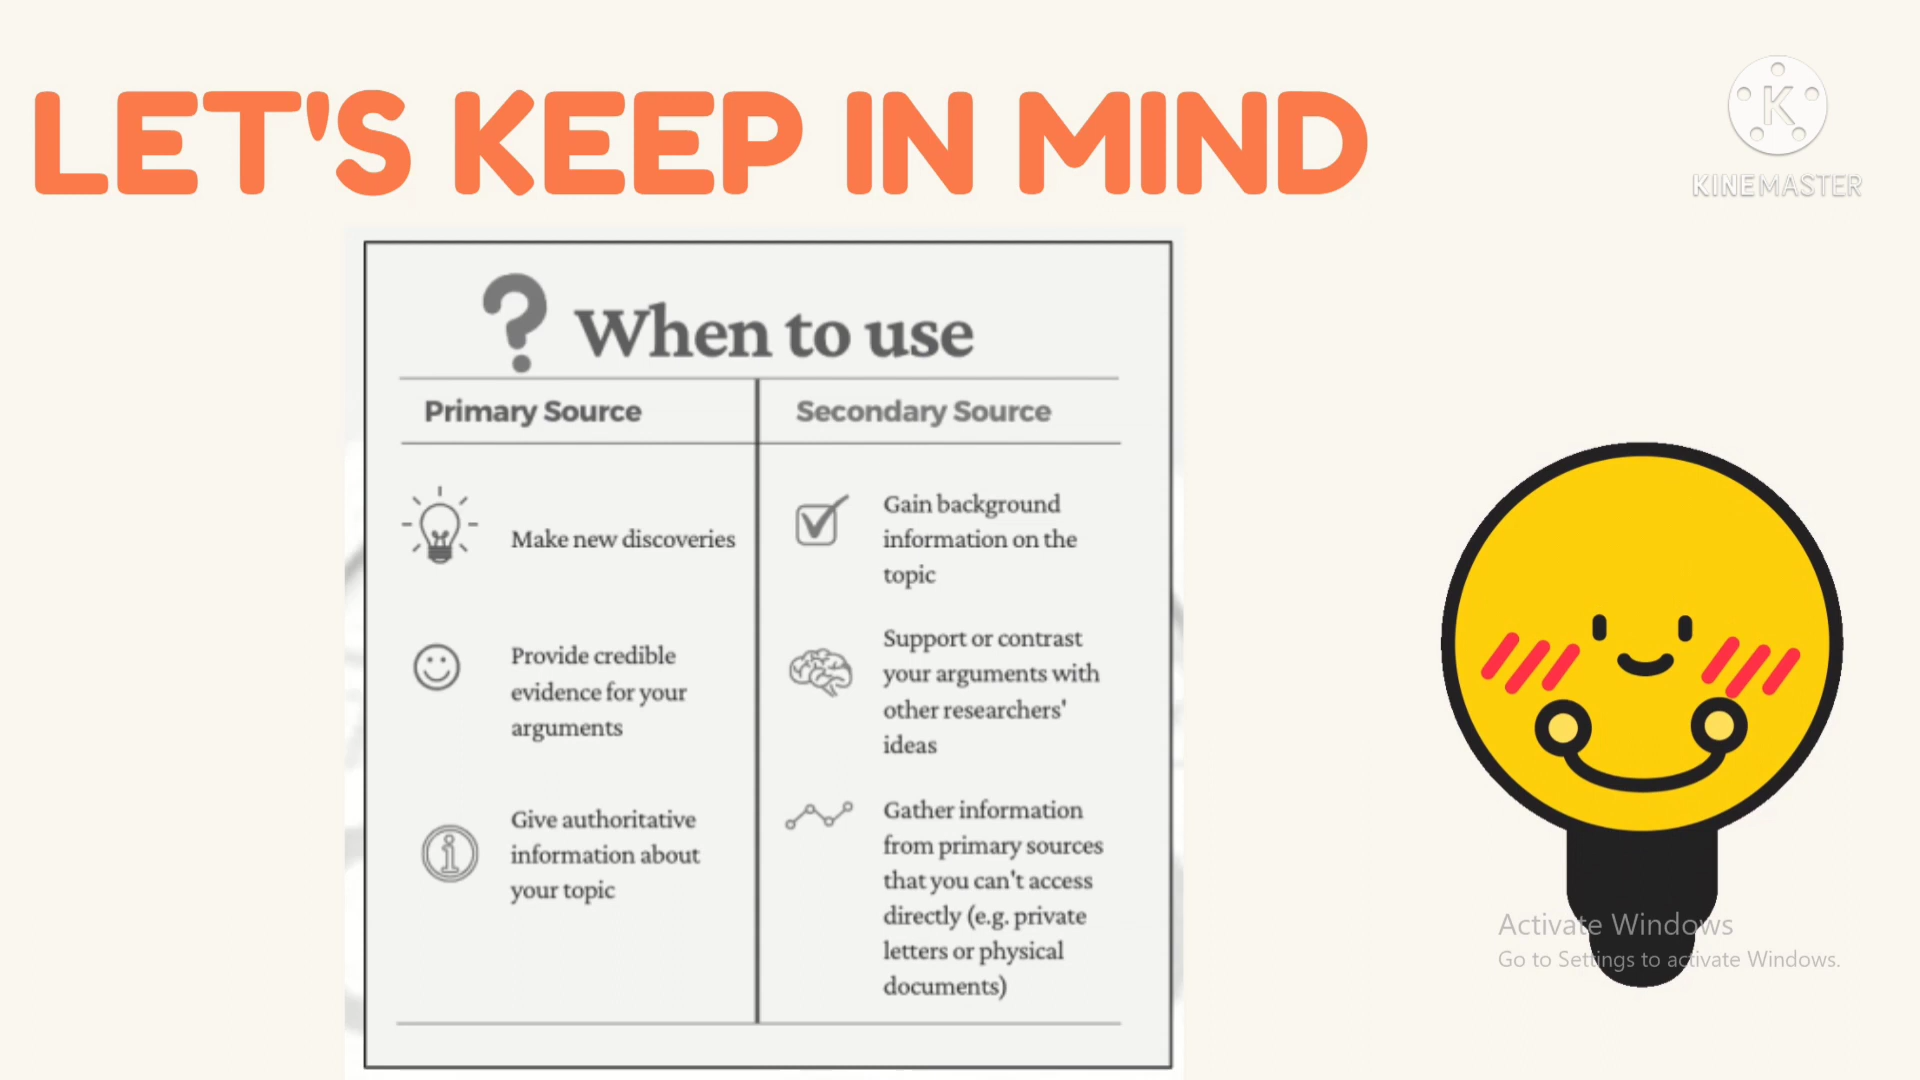 LET'S KEEP IN MIND
K
KINEMASTER
? When to use
Primary Source
Secondary Source
Make new discoveries
Provide credible
evidence for your
arguments
Give authoritative
information about
your topic
Gain background
information on the
topic
Support or contrast
your arguments with
other researchers'
ideas
Gather information
from primary sources
that you can't access
directly (e.g. private
letters or physical
documents)
Activate Windows
Go to Settings to activate Windows.